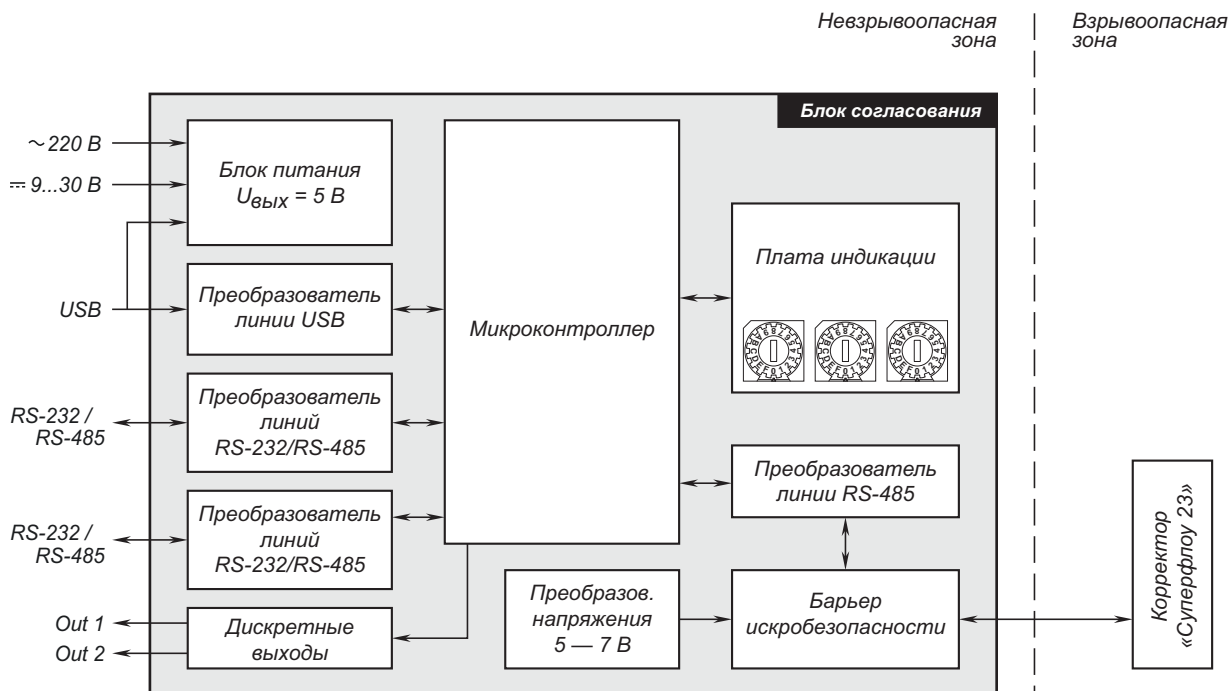 Невзрывоопасная
зона
Взрывоопасная
зона
Блок согласования
~220 В
⎓ 9...30 В
USB
RS-232 /
RS-485
RS-232 /
RS-485
Out 1
Out 2
Блок питания
Uвых = 5 В
Преобразователь
линии USB
Преобразователь
линий
RS-232/RS-485
Преобразователь
линий
RS-232/RS-485
Дискретные
выходы
Микроконтроллер
Плата индикации
0123456789ABCDEF
0123456789ABCDEF
0123456789ABCDEF
Преобразователь
линии RS-485
Преобразов.
напряжения
5 — 7 В
Барьер
искробезопасности
Корректор
«Суперфлоу 23»